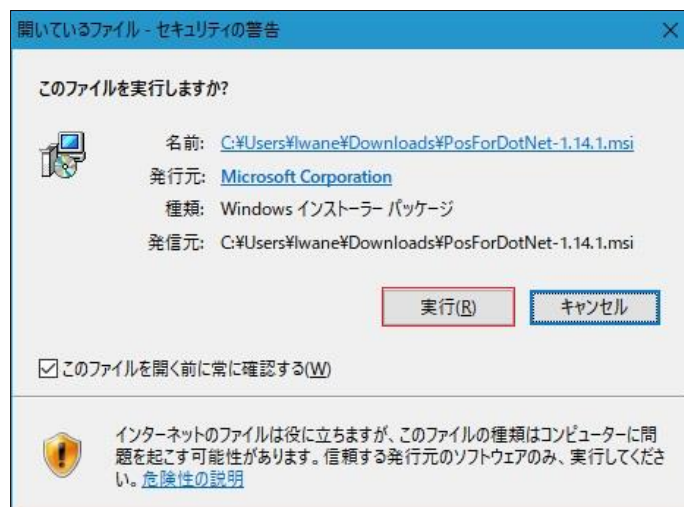 開いているファイル - セキュリティの警告
このファイルを実行しますか?
名前: C:¥Users¥Iwane¥Downloads¥PosForDotNet-1.14.1.msi
発行元: Microsoft Corporation
種類: Windows インストーラー パッケージ
発信元: C:¥Users¥Iwane¥Downloads¥PosForDotNet-1.14.1.msi
実行(R) キャンセル
このファイルを開く前に常に確認する(W)
インターネットのファイルは役に立ちますが、このファイルの種類はコンピューターに問
題を起こす可能性があります。信頼する発行元のソフトウェアのみ、実行してくださ
い。危険性の説明